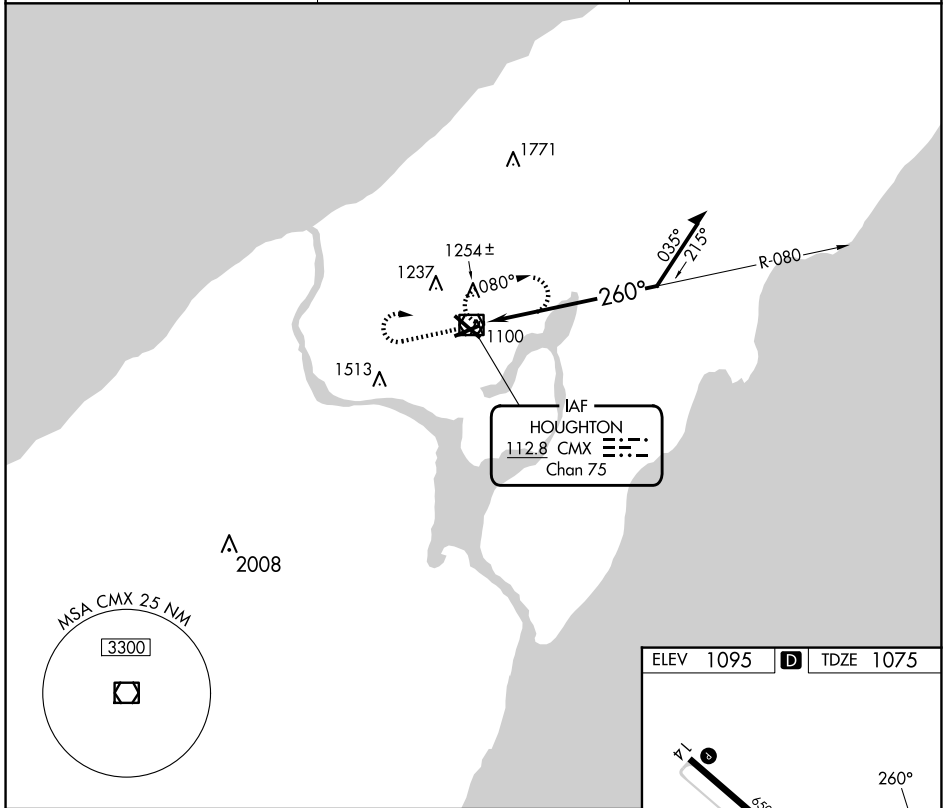 1771
1254 ±
1237
080°
035°
215°
R-080
260°
1100
1513
IAF
HOUGHTON
112.8 CMX
Chan 75
2008
MSA CMX 25 NM
3300
ELEV 1095 D TDZE 1075
14
P
260°